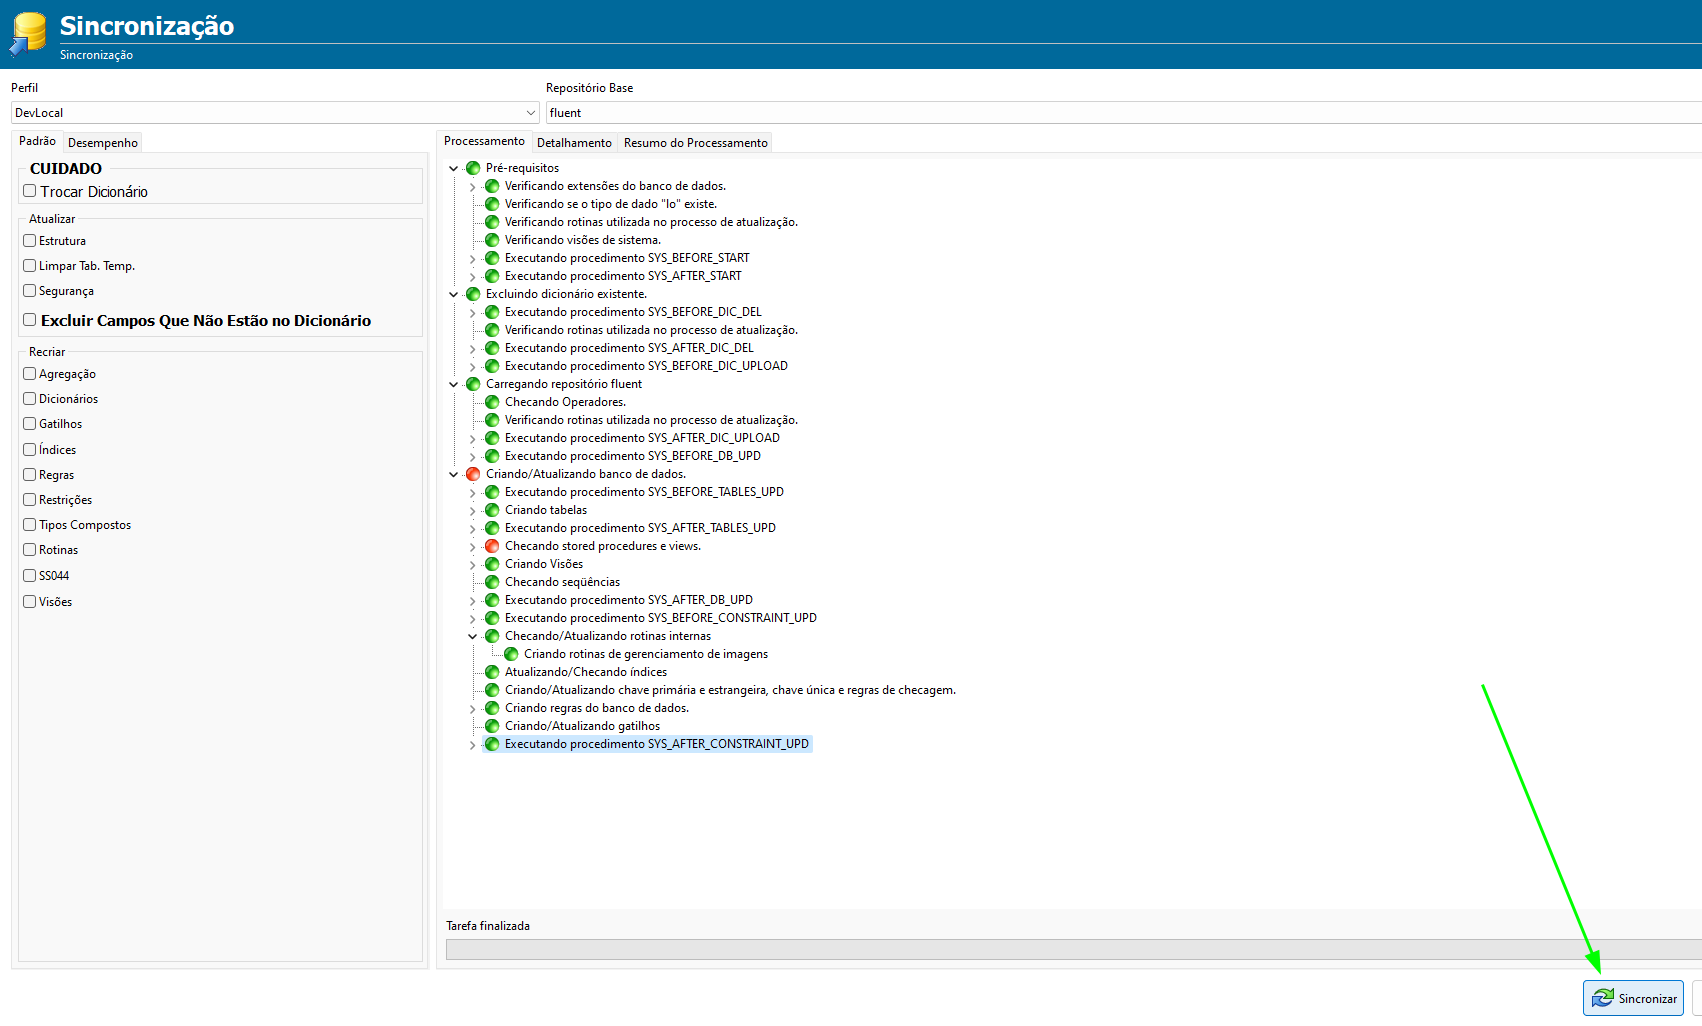 Sincronização
Sincronização
Perfil
Repositório Base
DevLocal
fluent
Padrão
Desempenho
CUIDADO
Trocar Dicionário
Atualizar
Estrutura
Limpar Tab. Temp.
Segurança
Excluir Campos Que Não Estão no Dicionário
Recriar
Agregação
Dicionários
Gatilhos
Índices
Regras
Restrições
Tipos Compostos
Rotinas
SS044
Visões
Processamento
Detalhamento
Resumo do Processamento
Pré-requisitos
Verificando extensões do banco de dados.
Verificando se o tipo de dado "lo" existe.
Verificando rotinas utilizada no processo de atualização.
Verificando visões de sistema.
Executando procedimento SYS_BEFORE_START
Executando procedimento SYS_AFTER_START
Excluindo dicionário existente.
Executando procedimento SYS_BEFORE_DIC_DEL
Verificando rotinas utilizada no processo de atualização.
Executando procedimento SYS_AFTER_DIC_DEL
Executando procedimento SYS_BEFORE_DIC_UPLOAD
Carregando repositório fluent
Checando Operadores.
Verificando rotinas utilizada no processo de atualização.
Executando procedimento SYS_AFTER_DIC_UPLOAD
Executando procedimento SYS_BEFORE_DB_UPD
Criando/Atualizando banco de dados.
Executando procedimento SYS_BEFORE_TABLES_UPD
Criando tabelas
Executando procedimento SYS_AFTER_TABLES_UPD
Checando stored procedures e views.
Criando Visões
Checando seqüências
Executando procedimento SYS_AFTER_DB_UPD
Executando procedimento SYS_BEFORE_CONSTRAINT_UPD
Checando/Atualizando rotinas internas
Criando rotinas de gerenciamento de imagens
Atualizando/Checando índices
Criando/Atualizando chave primária e estrangeira, chave única e regras de checagem.
Criando regras do banco de dados.
Criando/Atualizando gatilhos
Executando procedimento SYS_AFTER_CONSTRAINT_UPD
Tarefa finalizada
Sincronizar